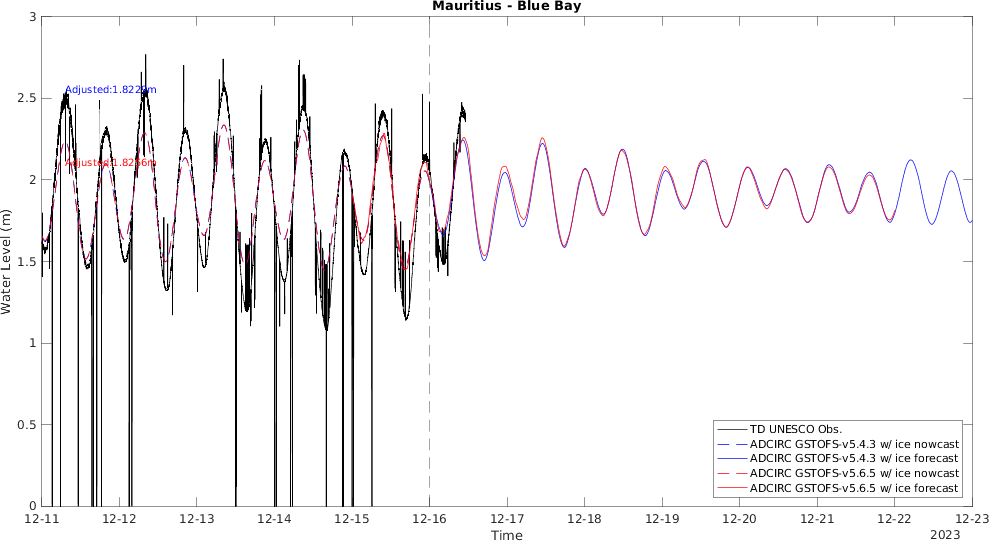 Mauritius - Blue Bay
Water Level (m)
3
2.5
2
1.5
1
0.5
0
Adjusted:1.822
Adjusted:1.8256m
TD UNESCO Obs.
ADCIRC GSTOFS-v5.4.3 w/ ice nowcast
ADCIRC GSTOFS-v5.4.3 w/ ice forecast
ADCIRC GSTOFS-v5.6.5 w/ ice nowcast
ADCIRC GSTOFS-v5.6.5 w/ ice forecast
12-11 12-12 12-13 12-14 12-15 12-16 12-17 12-18 12-19 12-20 12-21 12-22 12-23
Time
2023